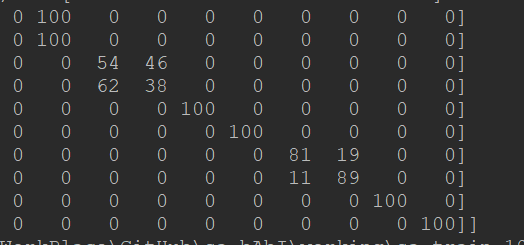 0 100 0 0 0 0 0 0 0 0]
0 100 0 0 0 0 0 0 0 0]
0 0 54 46 0 0 0 0 0 0]
0 0 62 38 0 0 0 0 0 0]
0 0 0 0 100 0 0 0 0 0]
0 0 0 0 0 100 0 0 0 0]
0 0 0 0 0 0 81 19 0 0]
0 0 0 0 0 0 11 89 0 0]
0 0 0 0 0 0 0 0 100 0]
0 0 0 0 0 0 0 0 0 100]]